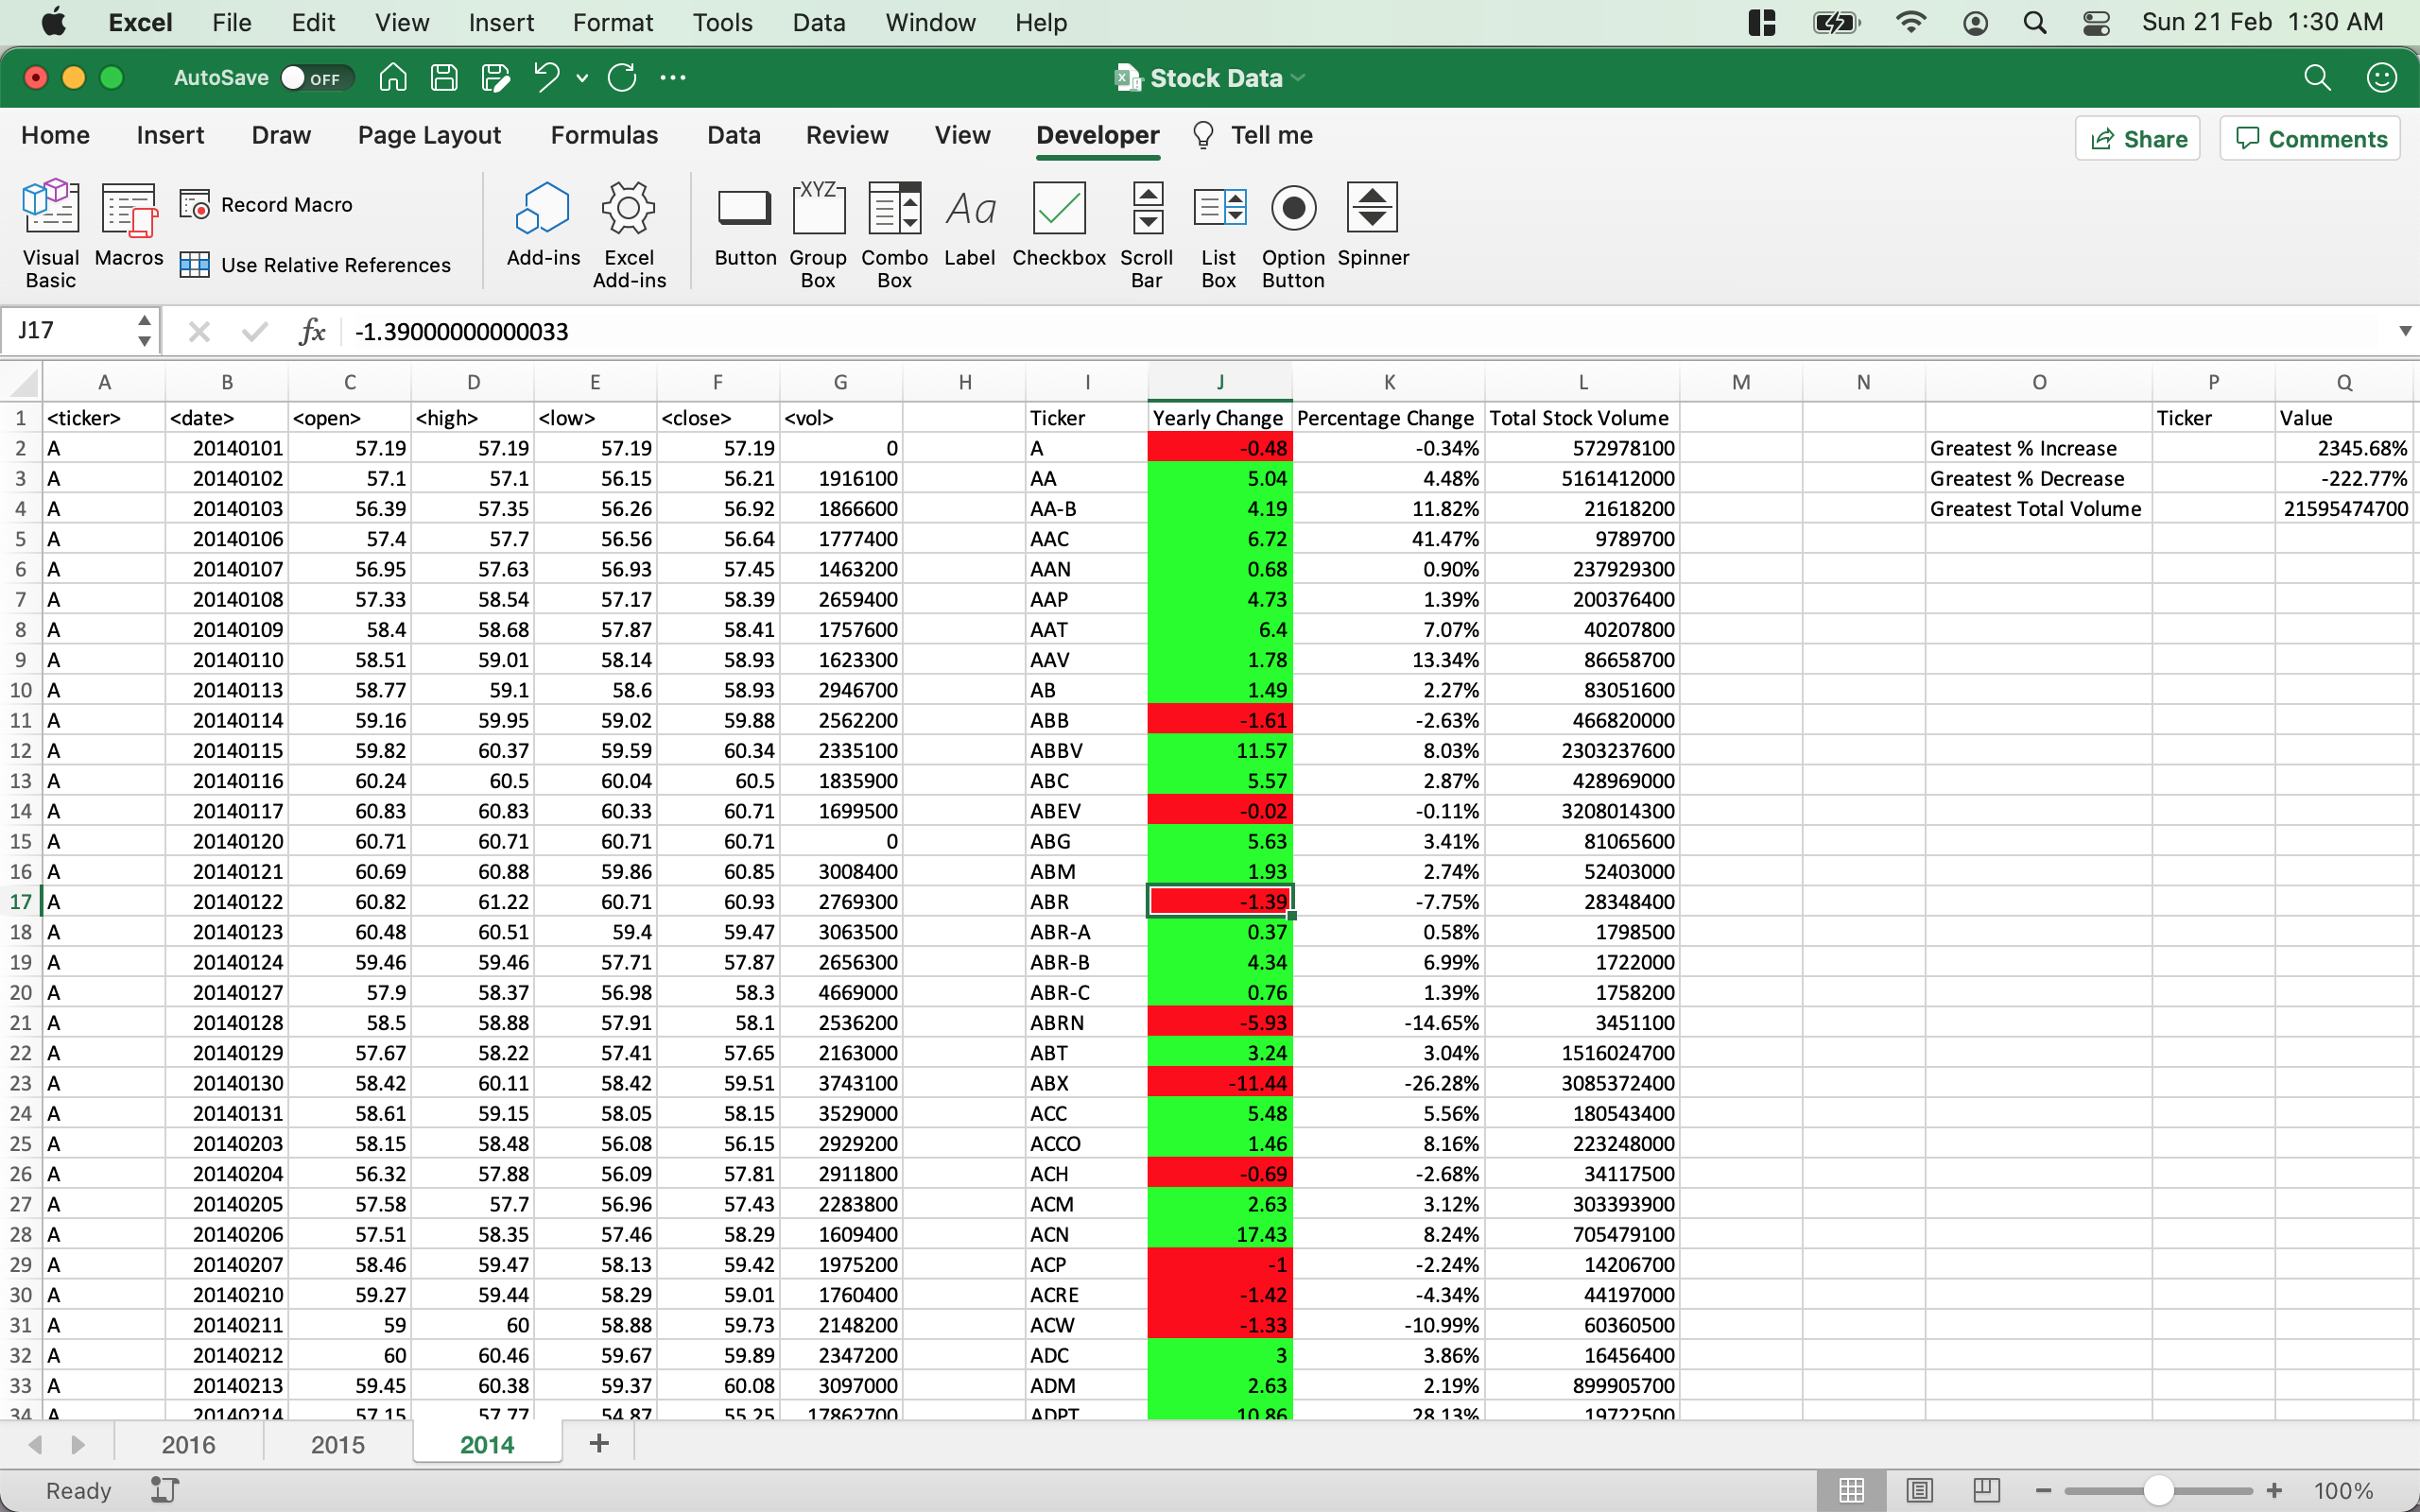 Excel File Edit View Insert Format Tools Data Window Help Sun 21 Feb 1:30 AM
AutoSave OFF Stock Data
Home Insert Draw Page Layout Formulas Data Review View Developer Tell me Share Comments
Visual Basic Macros Record Macro Use Relative References Add-ins Excel Add-ins Button XYZ Group Box Combo Box Aa Label Checkbox Scroll Bar List Box Option Button Spinner
J17 fx -1.39000000000033
A B C D E F G H I J K L M N O P Q
1 <ticker> <date> <open> <high> <low> <close> <vol> Ticker Yearly Change Percentage Change Total Stock Volume Ticker Value
2 A 20140101 57.19 57.19 57.19 57.19 0 A -0.48 -0.34% 572978100 Greatest % Increase 2345.68%
3 A 20140102 57.1 57.1 56.15 56.21 1916100 AA 5.04 4.48% 5161412000 Greatest % Decrease -222.77%
4 A 20140103 56.39 57.35 56.26 56.92 1866600 AA-B 4.19 11.82% 21618200 Greatest Total Volume 21595474700
5 A 20140106 57.4 57.7 56.56 56.64 1777400 AAC 6.72 41.47% 9789700
6 A 20140107 56.95 57.63 56.93 57.45 1463200 AAN 0.68 0.90% 237929300
7 A 20140108 57.33 58.54 57.17 58.39 2659400 AAP 4.73 1.39% 200376400
8 A 20140109 58.4 58.68 57.87 58.41 1757600 AAT 6.4 7.07% 40207800
9 A 20140110 58.51 59.01 58.14 58.93 1623300 AAV 1.78 13.34% 86658700
10 A 20140113 58.77 59.1 58.6 58.93 2946700 AB 1.49 2.27% 83051600
11 A 20140114 59.16 59.95 59.02 59.88 2562200 ABB -1.61 -2.63% 466820000
12 A 20140115 59.82 60.37 59.59 60.34 2335100 ABBV 11.57 8.03% 2303237600
13 A 20140116 60.24 60.5 60.04 60.5 1835900 ABC 5.57 2.87% 428969000
14 A 20140117 60.83 60.83 60.33 60.71 1699500 ABEV -0.02 -0.11% 3208014300
15 A 20140120 60.71 60.71 60.71 60.71 0 ABG 5.63 3.41% 81065600
16 A 20140121 60.69 60.88 59.86 60.85 3008400 ABM 1.93 2.74% 52403000
17 A 20140122 60.82 61.22 60.71 60.93 2769300 ABR -1.39 -7.75% 28348400
18 A 20140123 60.48 60.51 59.4 59.47 3063500 ABR-A 0.37 0.58% 1798500
19 A 20140124 59.46 59.46 57.71 57.87 2656300 ABR-B 4.34 6.99% 1722000
20 A 20140127 57.9 58.37 56.98 58.3 4669000 ABR-C 0.76 1.39% 1758200
21 A 20140128 58.5 58.88 57.91 58.1 2536200 ABRN -5.93 -14.65% 3451100
22 A 20140129 57.67 58.22 57.41 57.65 2163000 ABT 3.24 3.04% 1516024700
23 A 20140130 58.42 60.11 58.42 59.51 3743100 ABX -11.44 -26.28% 3085372400
24 A 20140131 58.61 59.15 58.05 58.15 3529000 ACC 5.48 5.56% 180543400
25 A 20140203 58.15 58.48 56.08 56.15 2929200 ACCO 1.46 8.16% 223248000
26 A 20140204 56.32 57.88 56.09 57.81 2911800 ACH -0.69 -2.68% 34117500
27 A 20140205 57.58 57.7 56.96 57.43 2283800 ACM 2.63 3.12% 303393900
28 A 20140206 57.51 58.35 57.46 58.29 1609400 ACN 17.43 8.24% 705479100
29 A 20140207 58.46 59.47 58.13 59.42 1975200 ACP -1 -2.24% 14206700
30 A 20140210 59.27 59.44 58.29 59.01 1760400 ACRE -1.42 -4.34% 44197000
31 A 20140211 59 60 58.88 59.73 2148200 ACW -1.33 -10.99% 60360500
32 A 20140212 60 60.46 59.67 59.89 2347200 ADC 3 3.86% 16456400
33 A 20140213 59.45 60.38 59.37 60.08 3097000 ADM 2.63 2.19% 899905700
34 A 20140214 57.15 57.77 54.87 55.25 17862700 ADPT 10.86 28.13% 19722500
2016 2015 2014 +
Ready 100%